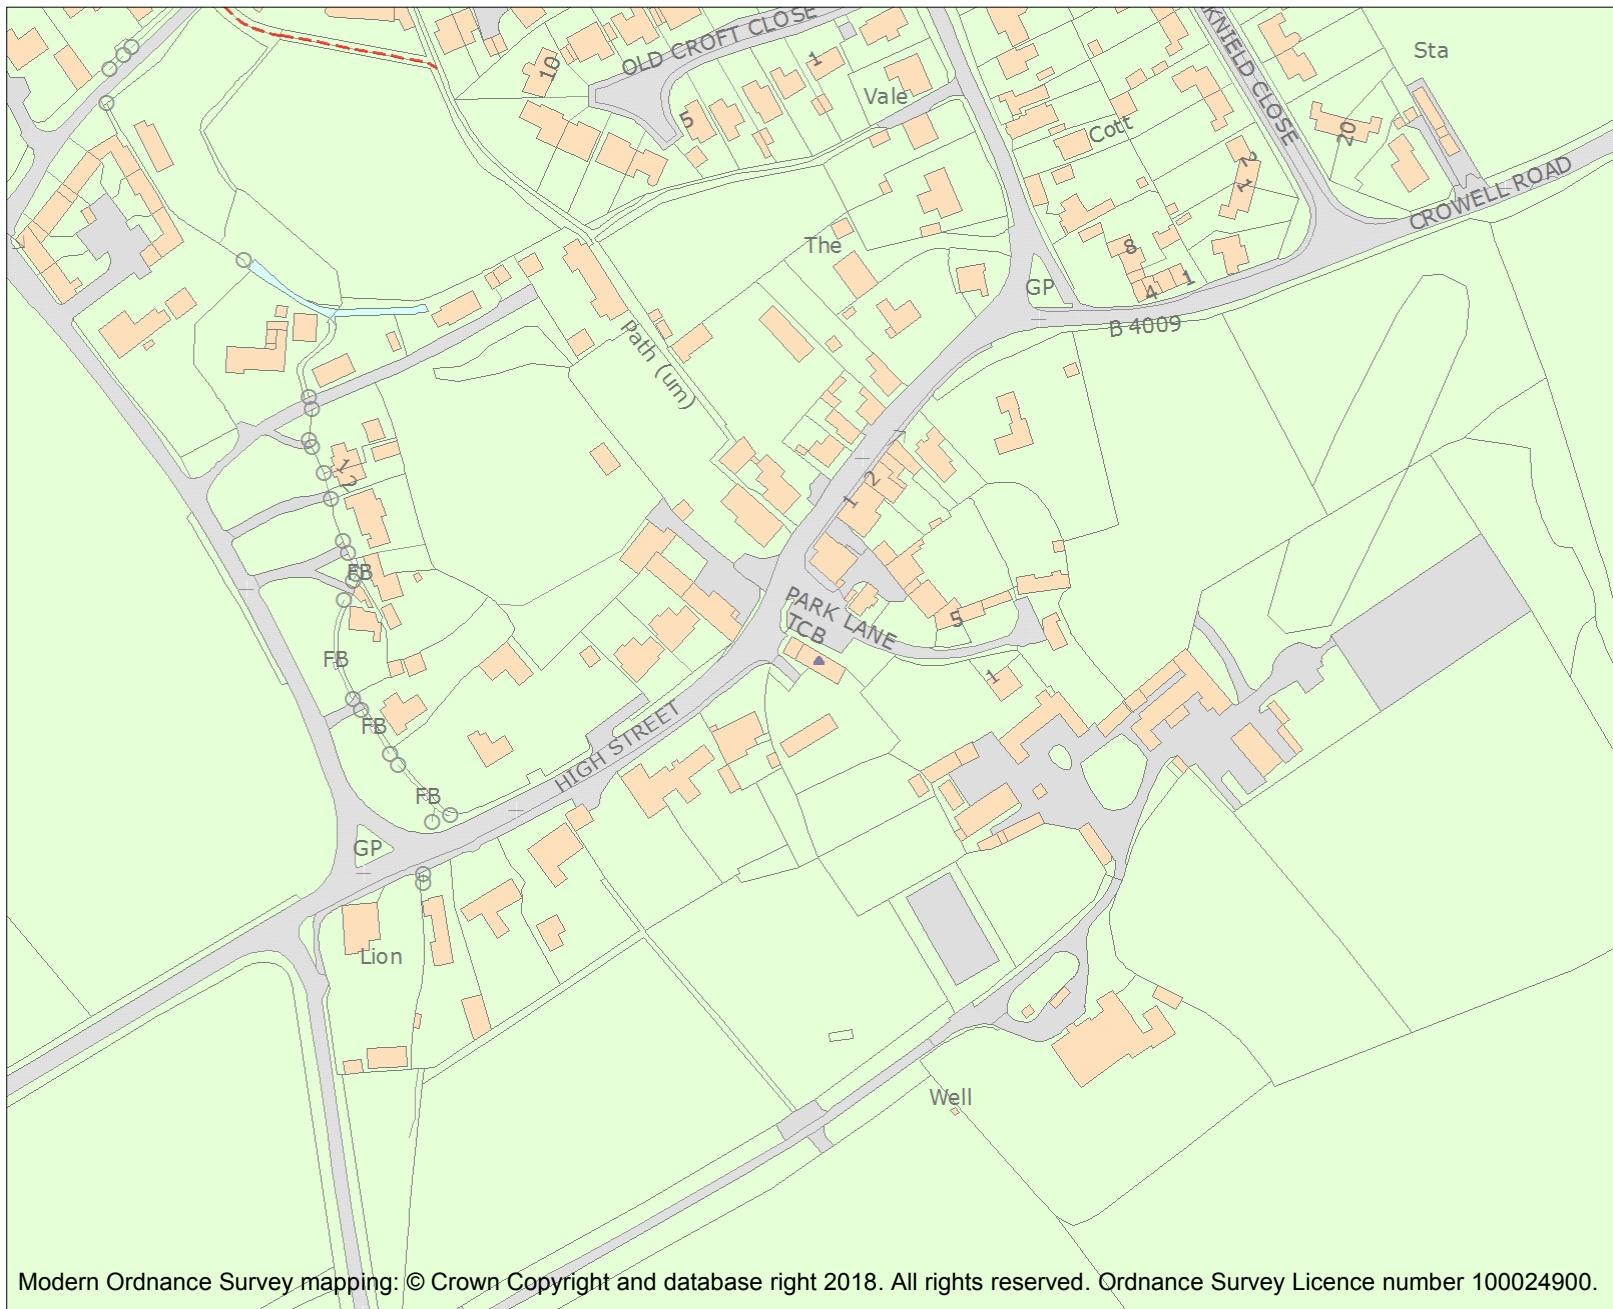 OLD CROFT CLOSE
10
1
5
Vale
Cott
KNIELD CLOSE
Sta
20
2
1
CROWELL ROAD
The
8
4
1
GP
B 4009
Path (um)
1
2
1
2
FB
PARK LANE
TCB
5
1
FB
FB
HIGH STREET
FB
GP
Lion
Well
Modern Ordnance Survey mapping: © Crown Copyright and database right 2018. All rights reserved. Ordnance Survey Licence number 100024900.